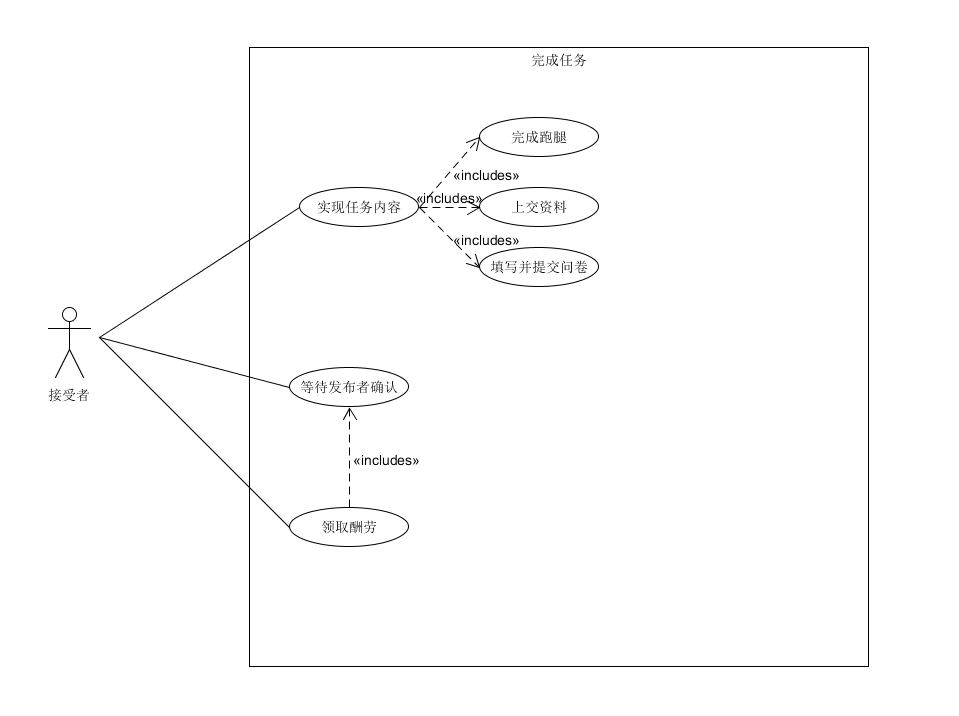 完成任务
完成跑腿
«includes»
«includes»
实现任务内容
上交资料
«includes»
填写并提交问卷
接受者
等待发布者确认
«includes»
领取酬劳